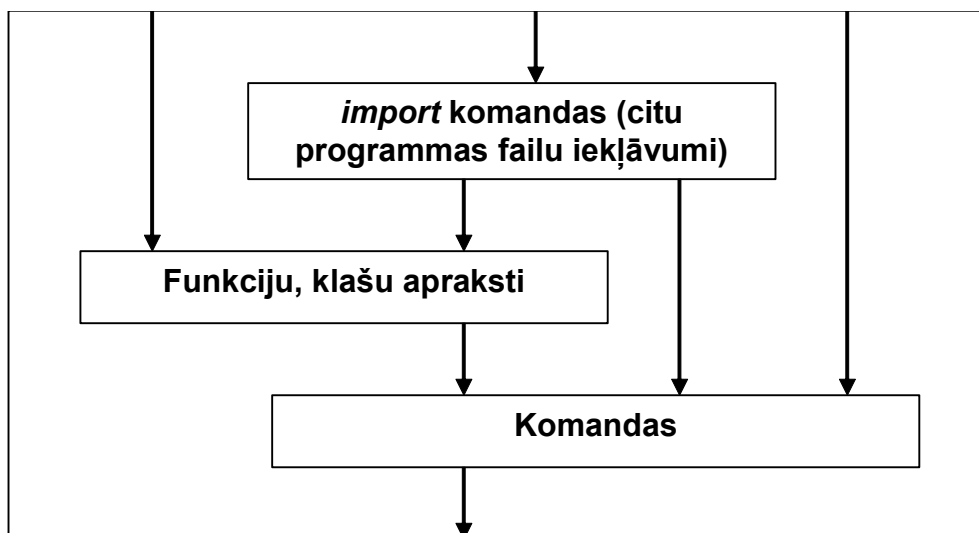 import komandas (citu
programmas failu iekļāvumi)
Funkciju, klašu apraksti
Komandas